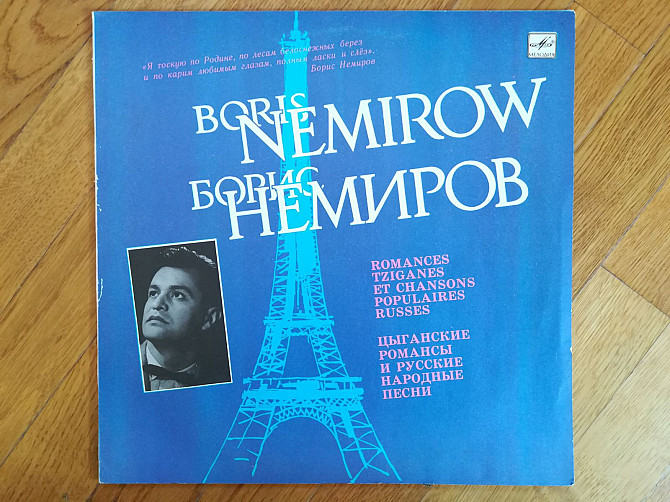 «Я тоскую по Родине, по лесам белоснежных берез
и по карим любимым глазам, полным ласки и слёз».
Борис Немиров
МЕЛОДИЯ
BORIS
NEMIROW
БОРИС
НЕМИРОВ
ROMANCES
TZIGANES
ET CHANSONS
POPULAIRES
RUSSES
ЦЫГАНСКИЕ
РОМАНСЫ
И РУССКИЕ
НАРОДНЫЕ
ПЕСНИ